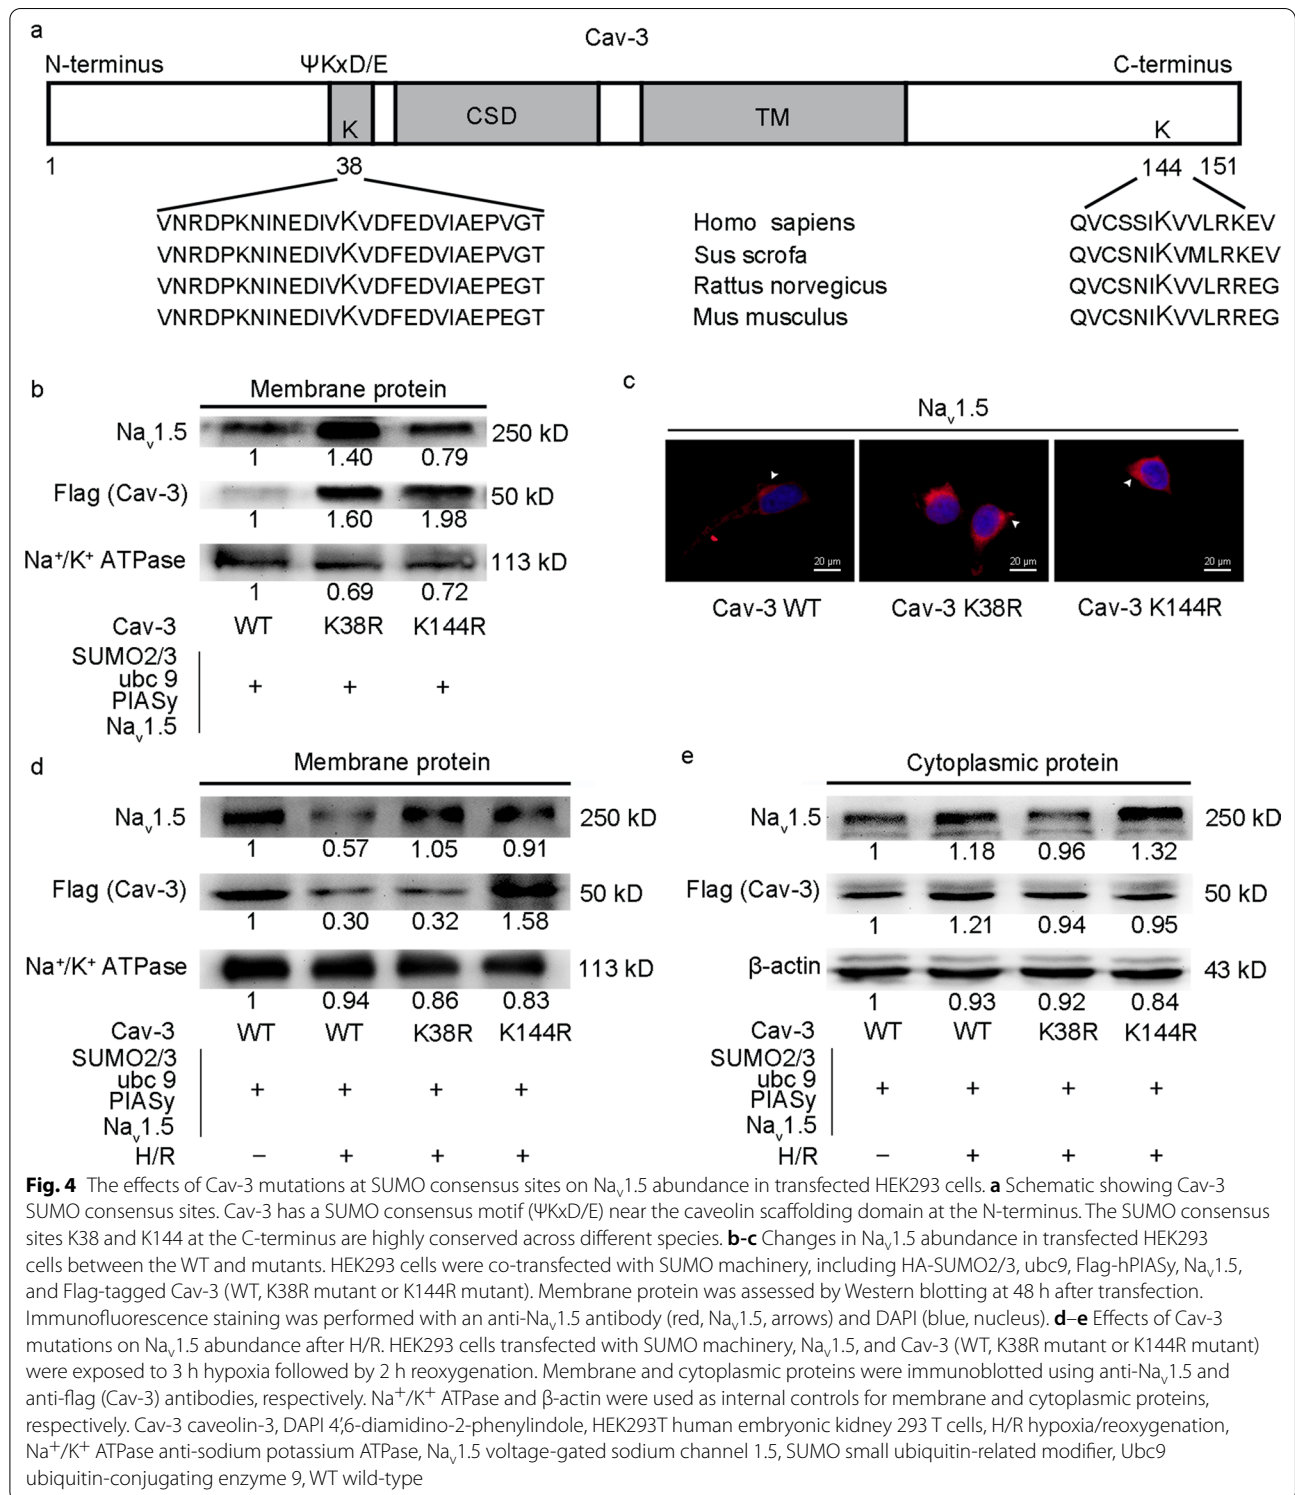 a
Cav-3
N-terminus ΨKxD/E C-terminus
K CSD TM K
1 38 144 151
VNRDPKNINEDIVKVDFEDVIAEPVGT Homo sapiens QVCSSIKVVLRKEV
VNRDPKNINEDIVKVDFEDVIAEPVGT Sus scrofa QVCSNIKVMLRKEV
VNRDPKNINEDIVKVDFEDVIAEPEGT Rattus norvegicus QVCSNIKVVLRREG
VNRDPKNINEDIVKVDFEDVIAEPEGT Mus musculus QVCSNIKVVLRREG
b
Membrane protein
Nav1.5 250 kD
1 1.40 0.79
Flag (Cav-3) 50 kD
1 1.60 1.98
Na+/K+ ATPase 113 kD
1 0.69 0.72
Cav-3 WT K38R K144R
SUMO2/3
ubc 9 + + +
PIASy
Nav1.5
c
Nav1.5
20 µm 20 µm 20 µm
Cav-3 WT Cav-3 K38R Cav-3 K144R
d
Membrane protein
Nav1.5 250 kD
1 0.57 1.05 0.91
Flag (Cav-3) 50 kD
1 0.30 0.32 1.58
Na+/K+ ATPase 113 kD
1 0.94 0.86 0.83
Cav-3 WT WT K38R K144R
SUMO2/3
ubc 9 + + + +
PIASy
Nav1.5
H/R − + + +
e
Cytoplasmic protein
Nav1.5 250 kD
1 1.18 0.96 1.32
Flag (Cav-3) 50 kD
1 1.21 0.94 0.95
β-actin 43 kD
1 0.93 0.92 0.84
Cav-3 WT WT K38R K144R
SUMO2/3
ubc 9 + + + +
PIASy
Nav1.5
H/R − + + +
Fig. 4 The effects of Cav-3 mutations at SUMO consensus sites on Nav1.5 abundance in transfected HEK293 cells. a Schematic showing Cav-3
SUMO consensus sites. Cav-3 has a SUMO consensus motif (ΨKxD/E) near the caveolin scaffolding domain at the N-terminus. The SUMO consensus
sites K38 and K144 at the C-terminus are highly conserved across different species. b-c Changes in Nav1.5 abundance in transfected HEK293
cells between the WT and mutants. HEK293 cells were co-transfected with SUMO machinery, including HA-SUMO2/3, ubc9, Flag-hPIASy, Nav1.5,
and Flag-tagged Cav-3 (WT, K38R mutant or K144R mutant). Membrane protein was assessed by Western blotting at 48 h after transfection.
Immunofluorescence staining was performed with an anti-Nav1.5 antibody (red, Nav1.5, arrows) and DAPI (blue, nucleus). d–e Effects of Cav-3
mutations on Nav1.5 abundance after H/R. HEK293 cells transfected with SUMO machinery, Nav1.5, and Cav-3 (WT, K38R mutant or K144R mutant)
were exposed to 3 h hypoxia followed by 2 h reoxygenation. Membrane and cytoplasmic proteins were immunoblotted using anti-Nav1.5 and
anti-flag (Cav-3) antibodies, respectively. Na+/K+ ATPase and β-actin were used as internal controls for membrane and cytoplasmic proteins,
respectively. Cav-3 caveolin-3, DAPI 4′,6-diamidino-2-phenylindole, HEK293T human embryonic kidney 293 T cells, H/R hypoxia/reoxygenation,
Na+/K+ ATPase anti-sodium potassium ATPase, Nav1.5 voltage-gated sodium channel 1.5, SUMO small ubiquitin-related modifier, Ubc9
ubiquitin-conjugating enzyme 9, WT wild-type